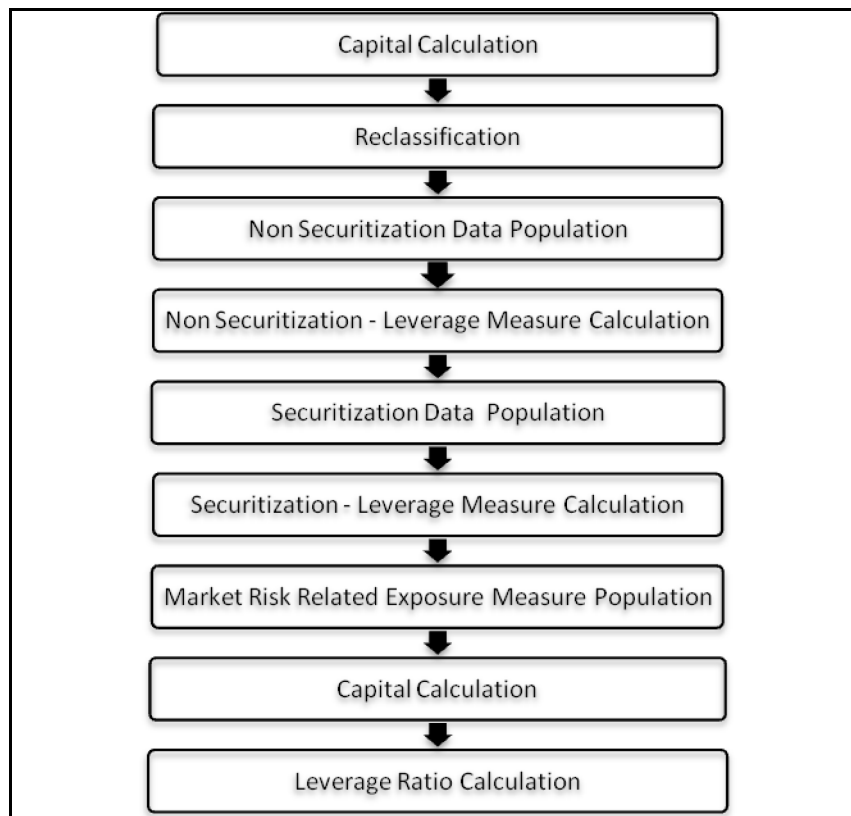 Capital Calculation
Reclassification
Non Securitization Data Population
Non Securitization - Leverage Measure Calculation
Securitization Data Population
Securitization - Leverage Measure Calculation
Market Risk Related Exposure Measure Population
Capital Calculation
Leverage Ratio Calculation